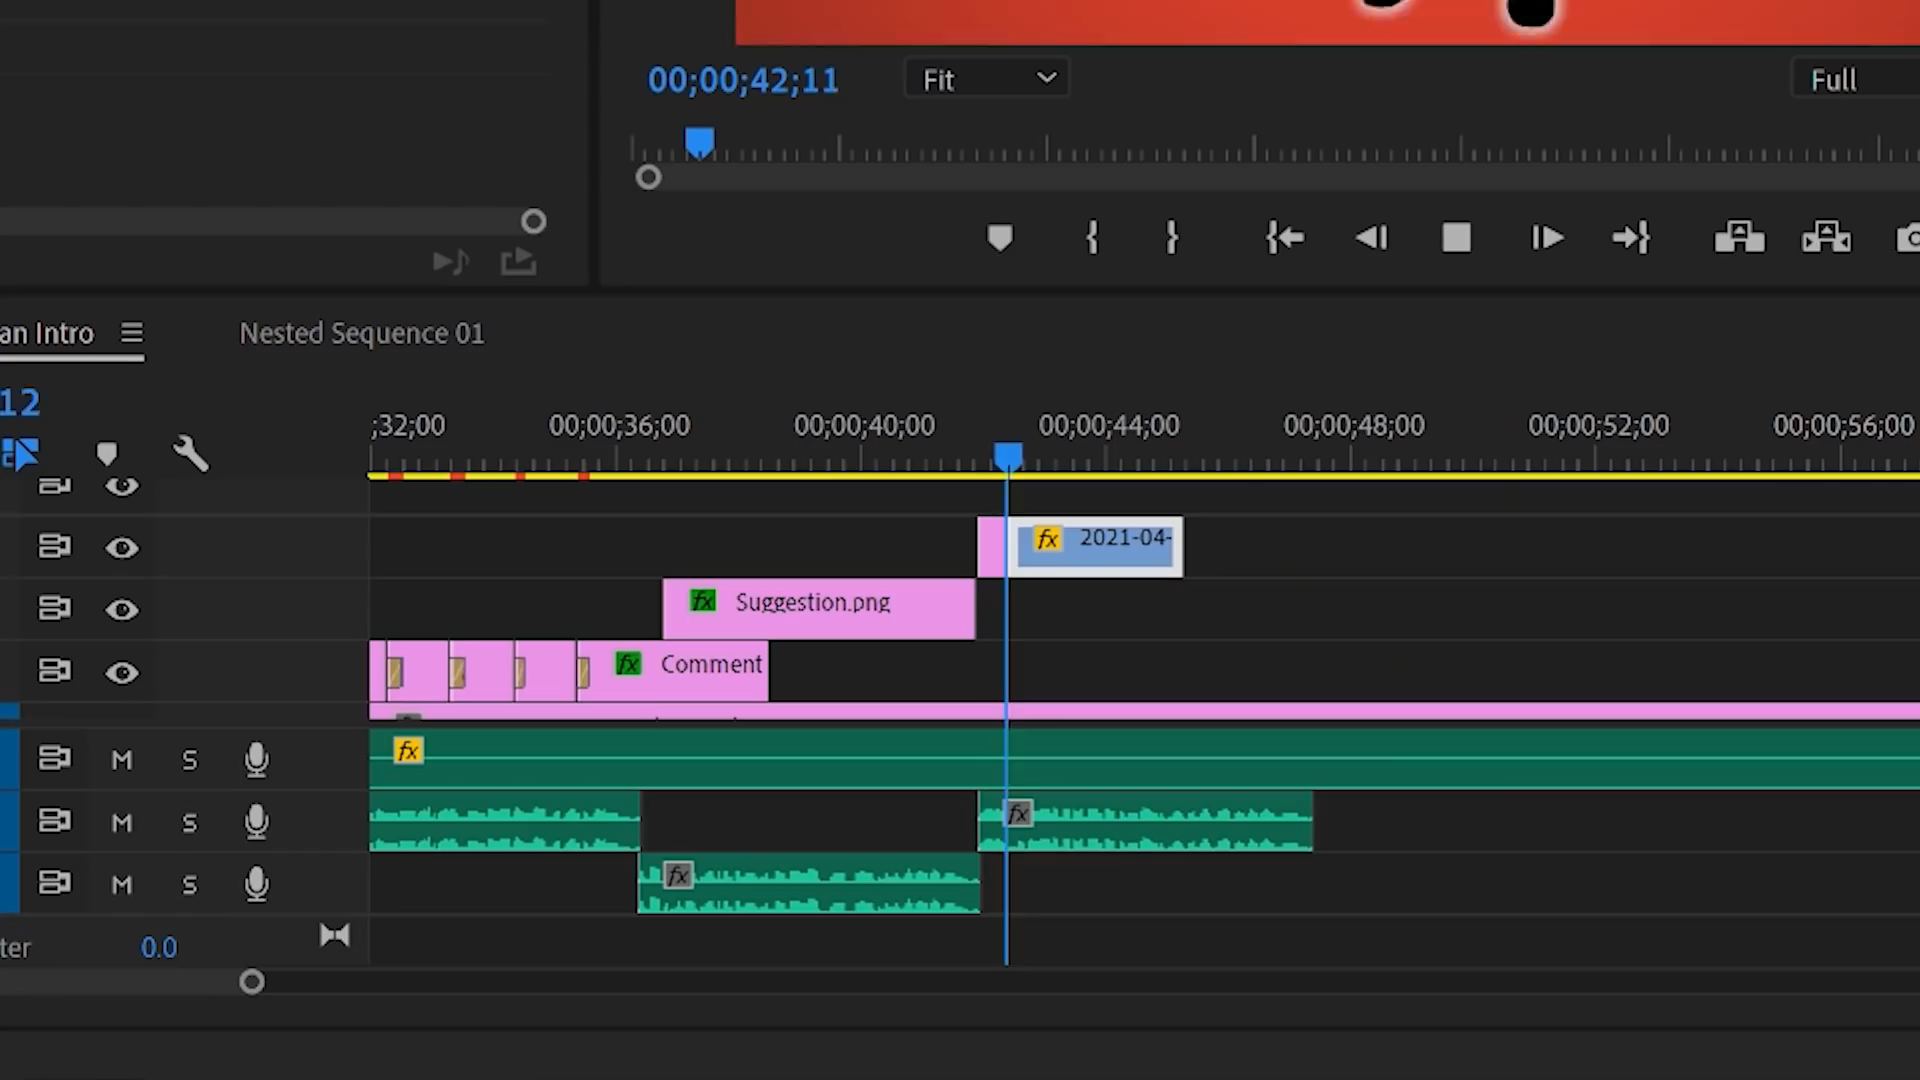 00;00;42;11
Fit
Full
an Intro
Nested Sequence 01
12
;32;00
00;00;36;00
00;00;40;00
00;00;44;00
00;00;48;00
00;00;52;00
00;00;56;00
fx 2021-04-
fx Suggestion.png
fx Comment
M S
fx
M S
fx
M S
fx
ter
0.0